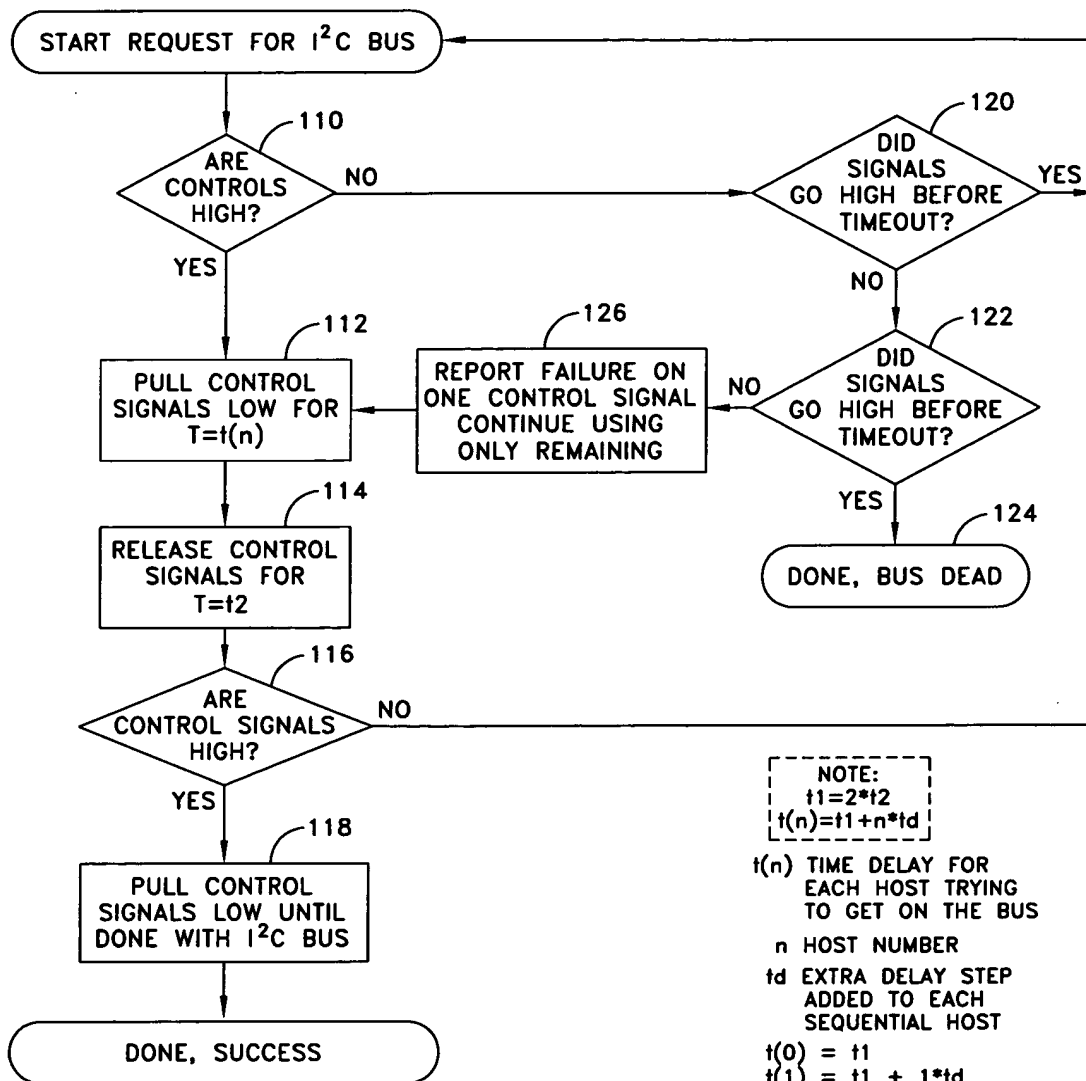 START REQUEST FOR I²C BUS
110
ARE
CONTROLS
HIGH?
NO
YES
120
DID
SIGNALS
GO HIGH BEFORE
TIMEOUT?
YES
NO
112
PULL CONTROL
SIGNALS LOW FOR
T=t(n)
126
REPORT FAILURE ON
ONE CONTROL SIGNAL
CONTINUE USING
ONLY REMAINING
NO
122
DID
SIGNALS
GO HIGH BEFORE
TIMEOUT?
YES
124
DONE, BUS DEAD
114
RELEASE CONTROL
SIGNALS FOR
T=t2
116
ARE
CONTROL SIGNALS
HIGH?
NO
YES
118
PULL CONTROL
SIGNALS LOW UNTIL
DONE WITH I²C BUS
DONE, SUCCESS
NOTE:
t1=2*t2
t(n)=t1+n*td
t(n) TIME DELAY FOR
EACH HOST TRYING
TO GET ON THE BUS
n HOST NUMBER
td EXTRA DELAY STEP
ADDED TO EACH
SEQUENTIAL HOST
t(0) = t1
t(1) = t1 + 1*td